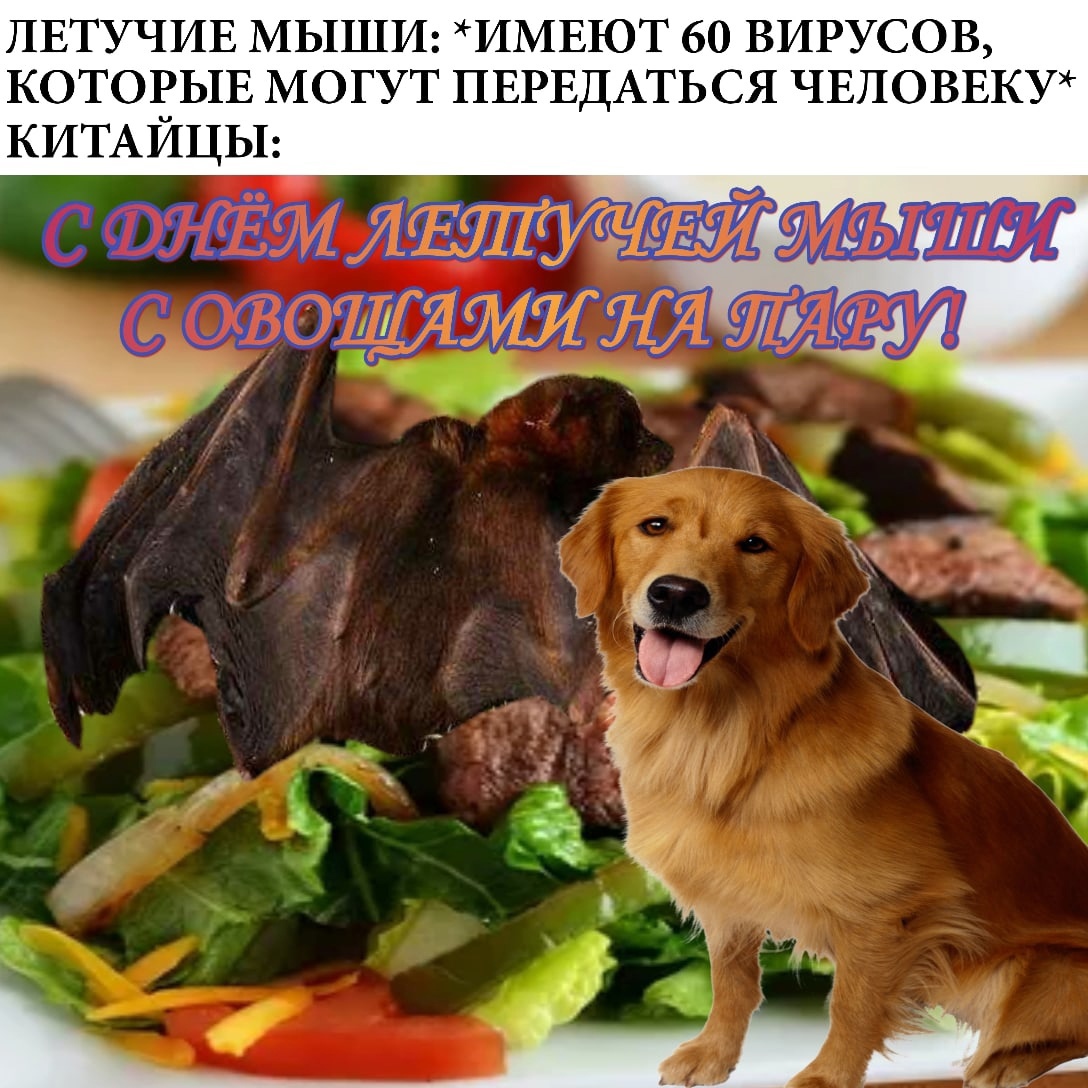 ЛЕТУЧИЕ МЫШИ: *ИМЕЮТ 60 ВИРУСОВ,
КОТОРЫЕ МОГУТ ПЕРЕДАТЬСЯ ЧЕЛОВЕКУ*
КИТАЙЦЫ:
С ДНЁМ ЛЕТУЧЕЙ МЫШИ
С ОВОЩАМИ НА ПАРУ!